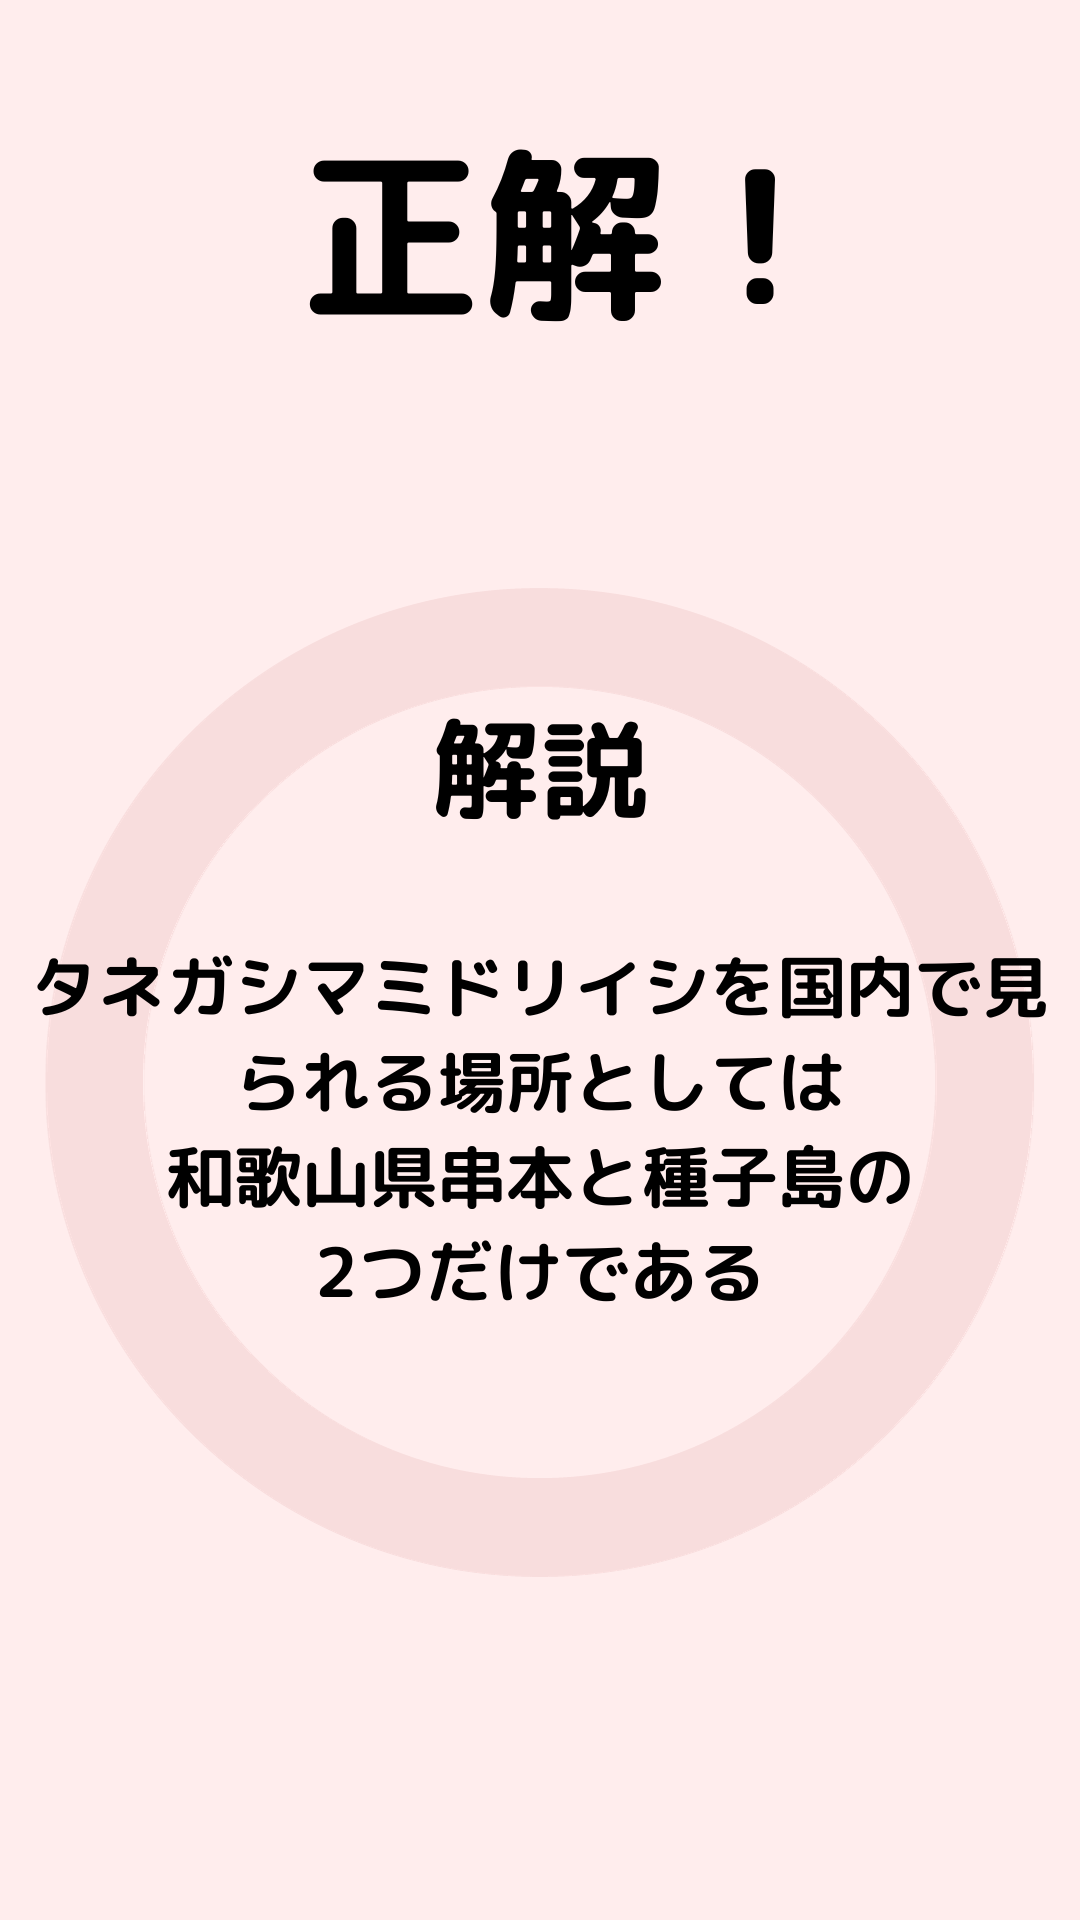 正解！
解説
タネガシマミドリイシを国内で見
られる場所としては
和歌山県串本と種子島の
2つだけである